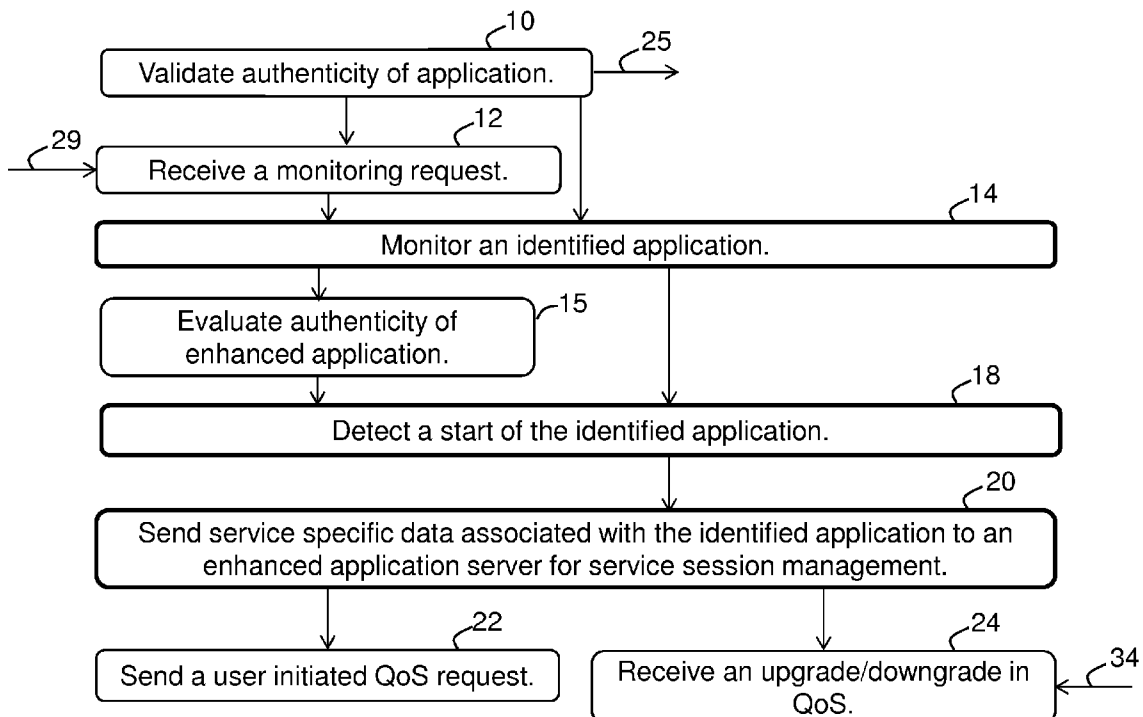 10
25
Validate authenticity of application.
12
29
Receive a monitoring request.
14
Monitor an identified application.
15
Evaluate authenticity of
enhanced application.
18
Detect a start of the identified application.
20
Send service specific data associated with the identified application to an
enhanced application server for service session management.
22
24
Send a user initiated QoS request.
Receive an upgrade/downgrade in
QoS.
34